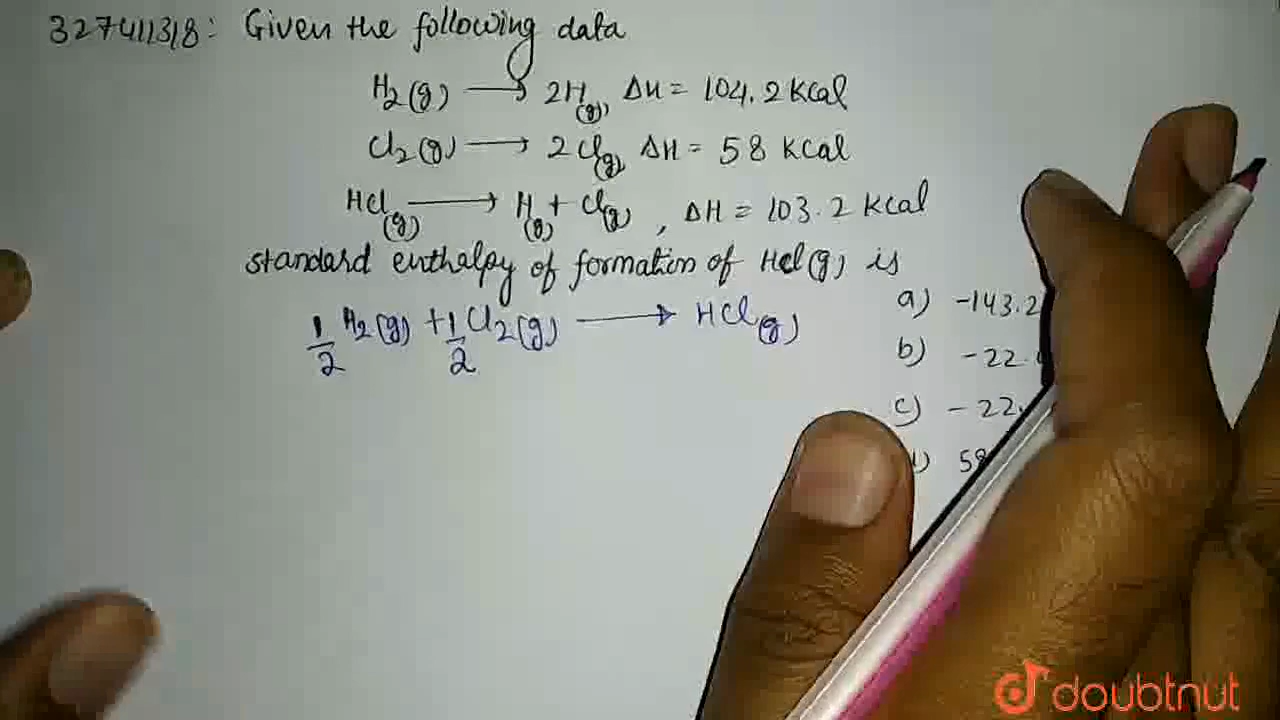 327411318: Given the following data
H₂(g) → 2H(g), ΔH = 104.2 Kcal
Cl₂(g) → 2Cl(g), ΔH = 58 Kcal
HCl(g) → H(g) + Cl(g), ΔH = 103.2 Kcal
standard enthalpy of formation of HCl(g) is
1/2 H₂(g) + 1/2 Cl₂(g) → HCl(g)
a) -143.2
b) -22.
c) -22.
58
doubtnut